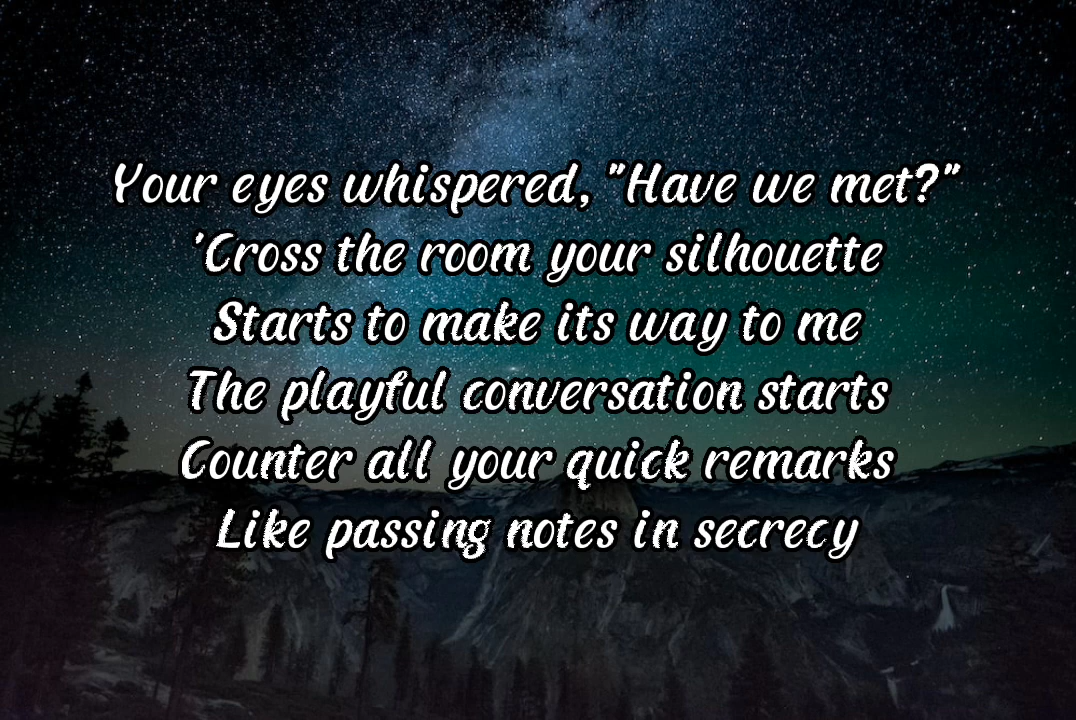 Your eyes whispered, "Have we met?"
'Cross the room your silhouette
Starts to make its way to me
The playful conversation starts
Counter all your quick remarks
Like passing notes in secrecy